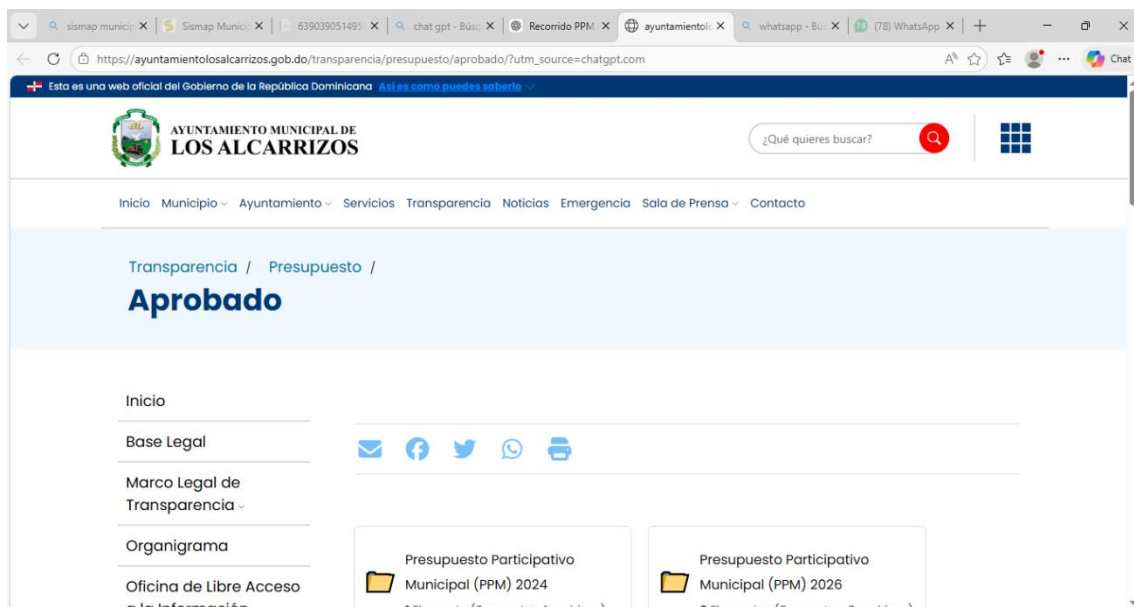 sismap municip
Sismap Municip
6390390514951
chat gpt - Búsq
Recorrido PPM
ayuntamientolo
whatsapp - Bús
(78) WhatsApp
https://ayuntamientolosalcarrizos.gob.do/transparencia/presupuesto/aprobado/?utm_source=chatgpt.com
Chat
Esta es una web oficial del Gobierno de la República Dominicana Así es como puedes saberlo
AYUNTAMIENTO MUNICIPAL DE
LOS ALCARRIZOS
¿Qué quieres buscar?
Inicio Municipio Ayuntamiento Servicios Transparencia Noticias Emergencia Sala de Prensa Contacto
Transparencia / Presupuesto /
Aprobado
Inicio
Base Legal
Marco Legal de
Transparencia
Organigrama
Oficina de Libre Acceso
a la Información
Presupuesto Participativo
Municipal (PPM) 2024
Presupuesto Participativo
Municipal (PPM) 2026